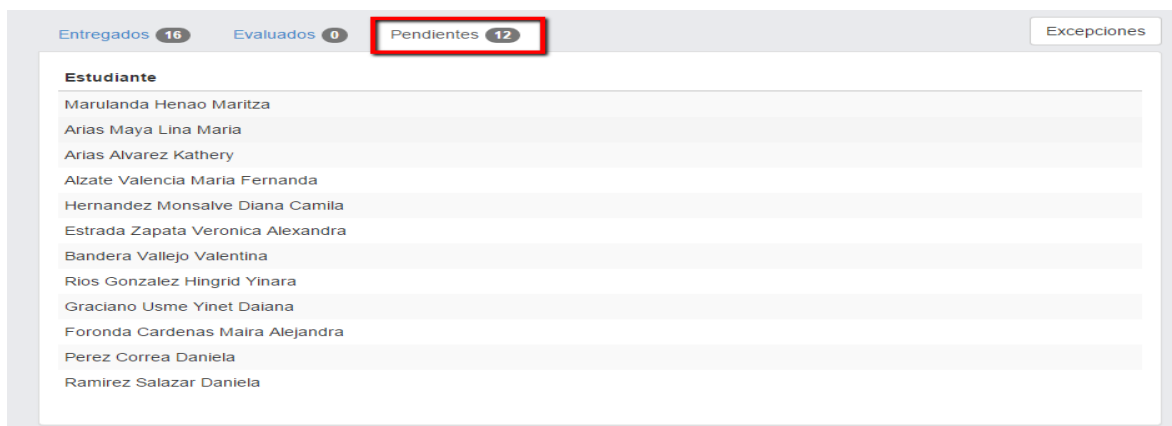 Entregados 16 Evaluados 0 Pendientes 12 Excepciones
Estudiante
Marulanda Henao Maritza
Arias Maya Lina Maria
Arias Alvarez Kathery
Alzate Valencia Maria Fernanda
Hernandez Monsalve Diana Camila
Estrada Zapata Veronica Alexandra
Bandera Vallejo Valentina
Rios Gonzalez Hingrid Yinara
Graciano Usme Yinet Daiana
Foronda Cardenas Maira Alejandra
Perez Correa Daniela
Ramirez Salazar Daniela